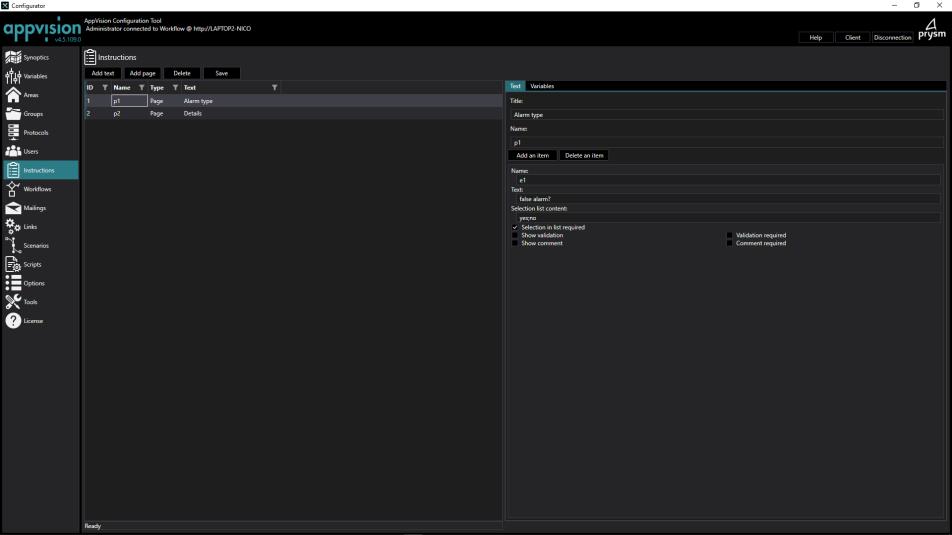 Configurator
appvision
v4.5.109.0
AppVision Configuration Tool
Administrator connected to Workflow @ http://LAPTOP2-NICO
Help Client Disconnection
prysm
Synoptics
Variables
Areas
Groups
Protocols
Users
Instructions
Workflows
Mailings
Links
Scenarios
Scripts
Options
Tools
License
Instructions
Add text Add page Delete Save
ID Name Type Text
1 p1 Page Alarm type
2 p2 Page Details
Ready
Text Variables
Title:
Alarm type
Name:
p1
Add an item Delete an item
Name:
e1
Text:
false alarm?
Selection list content:
yes;no
Selection in list required
Show validation Validation required
Show comment Comment required